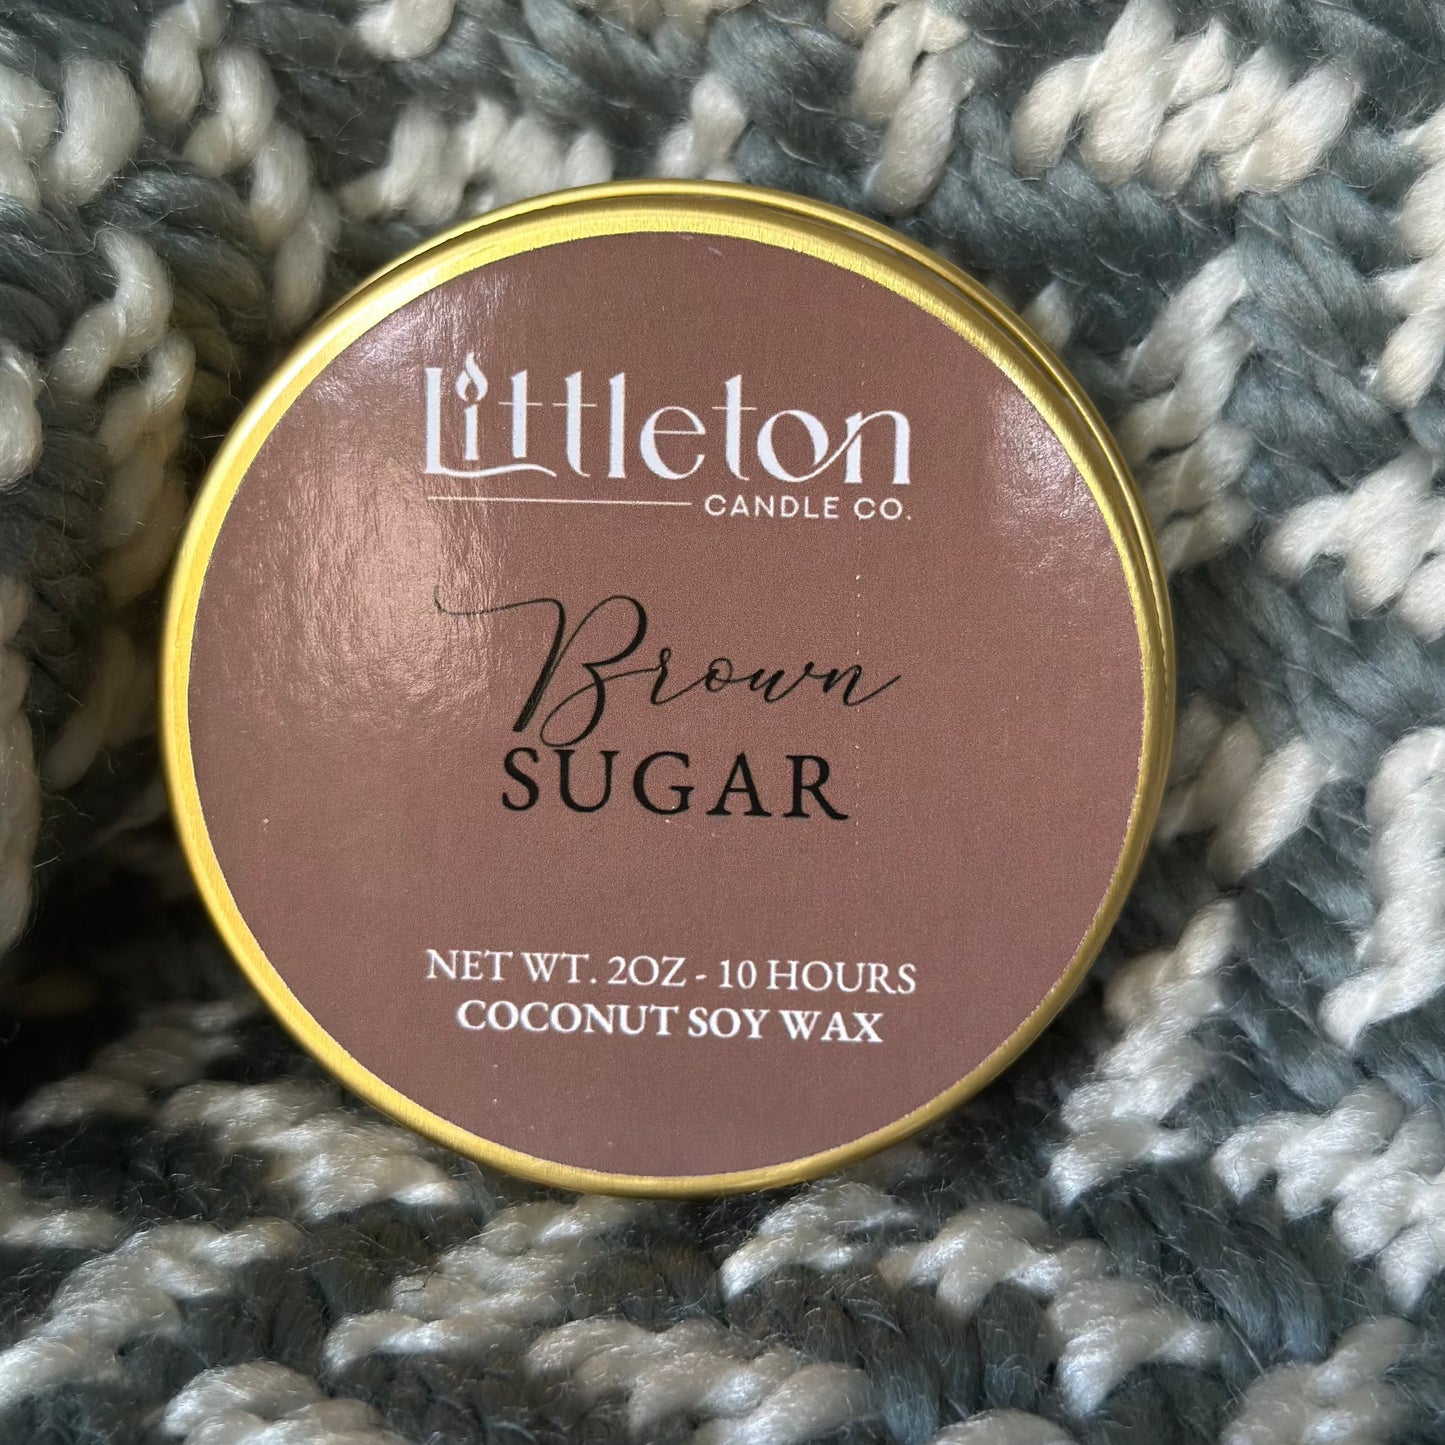 Littleton
CANDLE CO.
Brown
SUGAR
NET WT. 2OZ - 10 HOURS
COCONUT SOY WAX